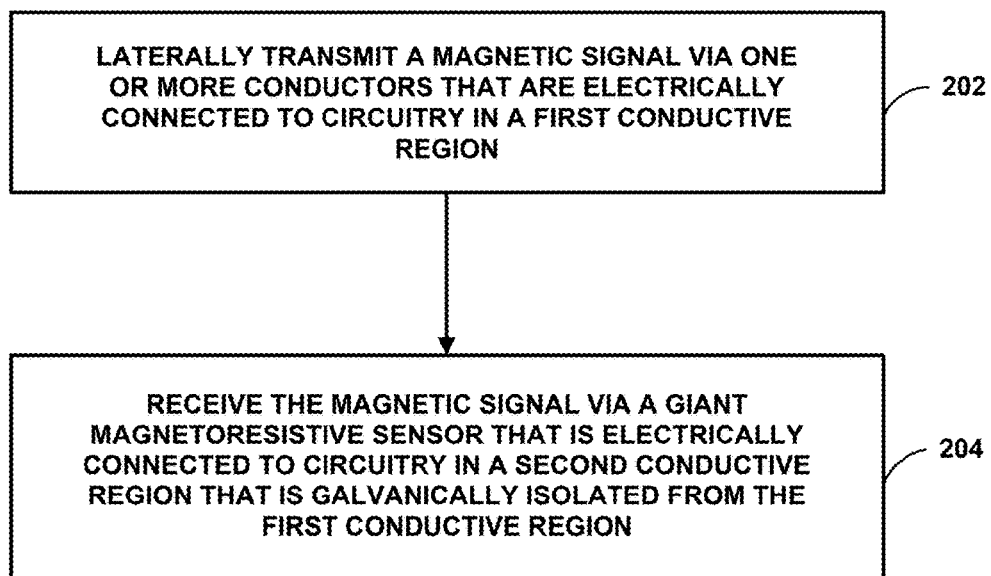 LATERALLY TRANSMIT A MAGNETIC SIGNAL VIA ONE
OR MORE CONDUCTORS THAT ARE ELECTRICALLY
CONNECTED TO CIRCUITRY IN A FIRST CONDUCTIVE
REGION
202
RECEIVE THE MAGNETIC SIGNAL VIA A GIANT
MAGNETORESISTIVE SENSOR THAT IS ELECTRICALLY
CONNECTED TO CIRCUITRY IN A SECOND CONDUCTIVE
REGION THAT IS GALVANICALLY ISOLATED FROM THE
FIRST CONDUCTIVE REGION
204